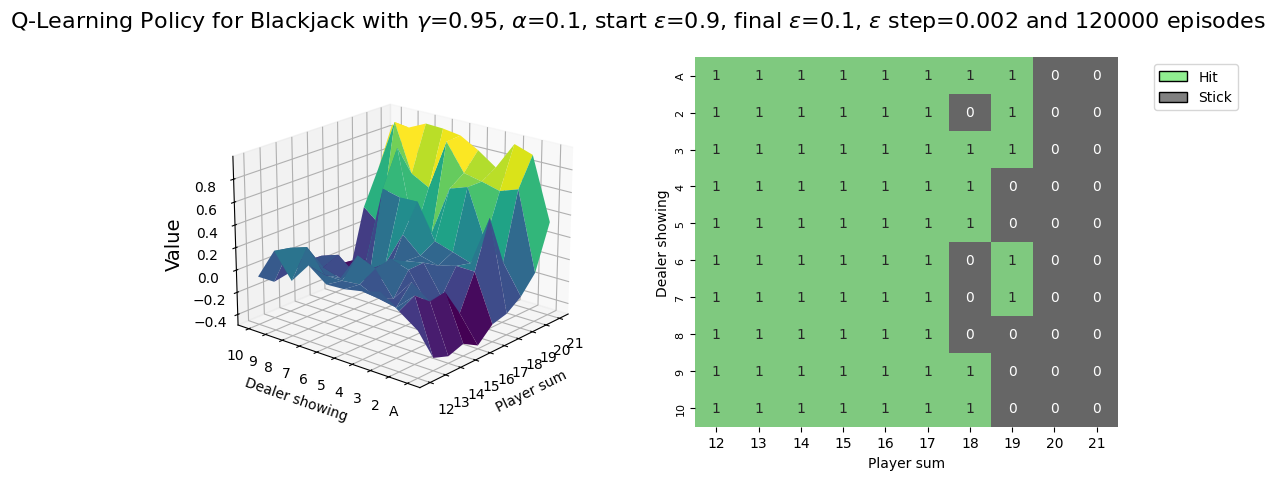 Q-Learning Policy for Blackjack with γ=0.95, α=0.1, start ε=0.9, final ε=0.1, ε step=0.002 and 120000 episodes
Value
0.8
0.6
0.4
0.2
0.0
−0.2
−0.4
10 9 8 7 6 5 4 3 2 A
Dealer showing
12 13 14 15 16 17 18 19 20 21
Player sum
Dealer showing
A 1 1 1 1 1 1 1 1 0 0
2 1 1 1 1 1 1 0 1 0 0
3 1 1 1 1 1 1 1 1 0 0
4 1 1 1 1 1 1 1 0 0 0
5 1 1 1 1 1 1 1 0 0 0
6 1 1 1 1 1 1 0 1 0 0
7 1 1 1 1 1 1 0 1 0 0
8 1 1 1 1 1 1 0 0 0 0
9 1 1 1 1 1 1 1 0 0 0
10 1 1 1 1 1 1 1 0 0 0
12 13 14 15 16 17 18 19 20 21
Player sum
Hit
Stick